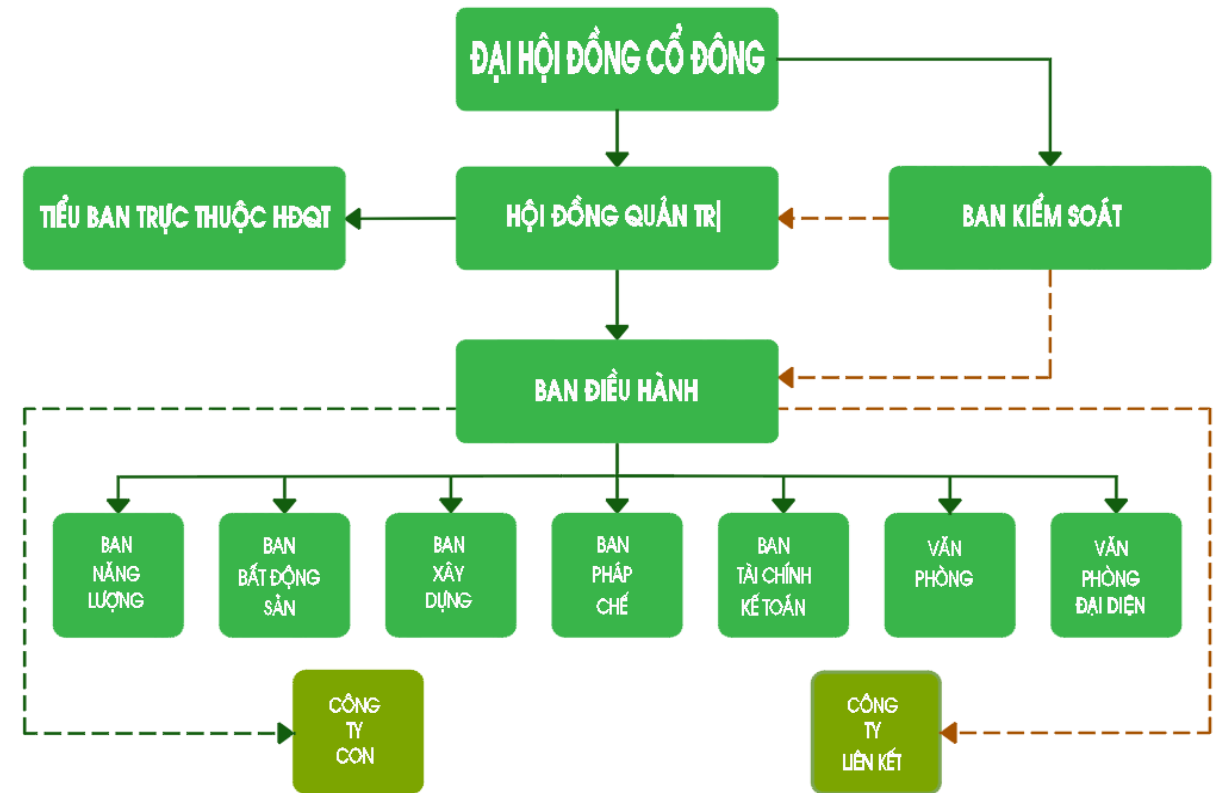 ĐẠI HỘI ĐỒNG CỔ ĐÔNG
TIỂU BAN TRỰC THUỘC HĐQT
HỘI ĐỒNG QUẢN TRỊ
BAN KIỂM SOÁT
BAN ĐIỀU HÀNH
BAN
NĂNG
LƯỢNG
BAN
BẤT ĐỘNG
SẢN
BAN
XÂY
DỰNG
BAN
PHÁP
CHẾ
BAN
TÀI CHÍNH
KẾ TOÁN
VĂN
PHÒNG
VĂN
PHÒNG
ĐẠI DIỆN
CÔNG
TY
CON
CÔNG
TY
LIÊN KẾT